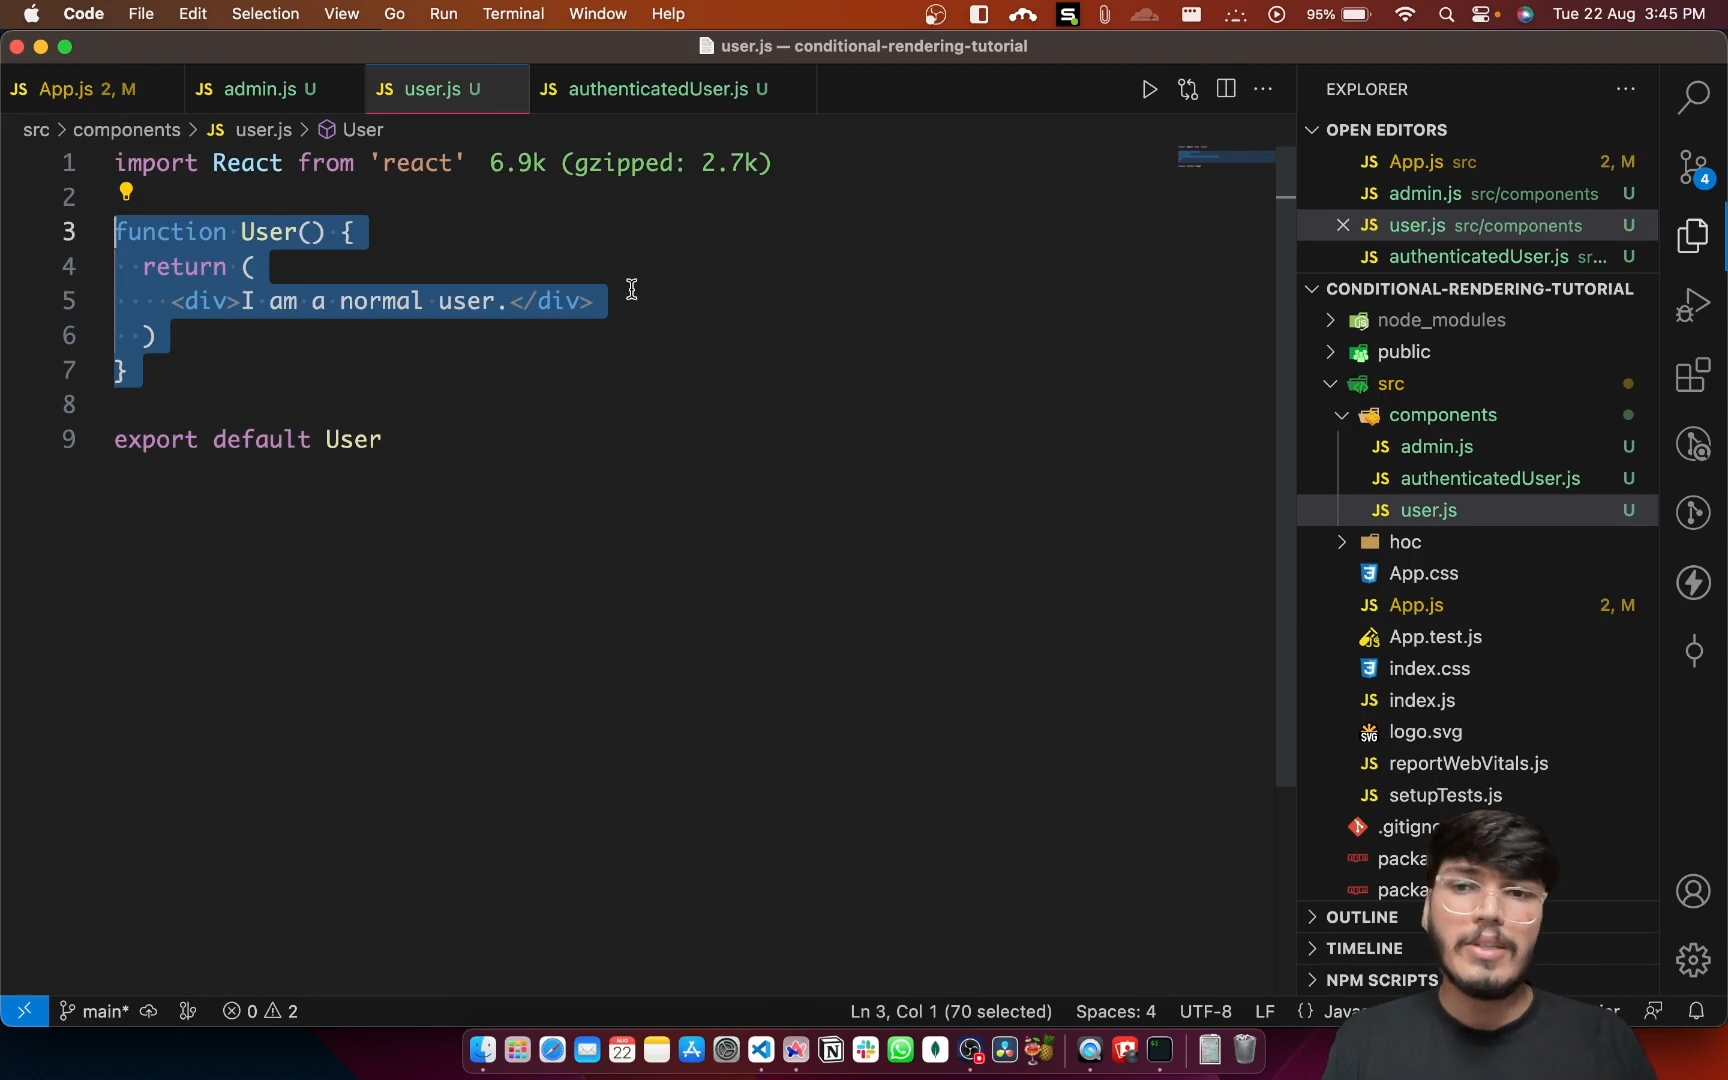 Code File Edit Selection View Go Run Terminal Window Help 95% Tue 22 Aug 3:45 PM
user.js — conditional-rendering-tutorial
JS App.js 2, M JS admin.js U JS user.js U JS authenticatedUser.js U
src > components > JS user.js > User
1 import React from 'react' 6.9k (gzipped: 2.7k)
2
3 function User() {
4 return (
5 <div>I am a normal user.</div>
6 )
7 }
8
9 export default User
EXPLORER
OPEN EDITORS
JS App.js src 2, M
JS admin.js src/components U
JS user.js src/components U
JS authenticatedUser.js sr... U
CONDITIONAL-RENDERING-TUTORIAL
node_modules
public
src
components
JS admin.js U
JS authenticatedUser.js U
JS user.js U
hoc
App.css
JS App.js 2, M
App.test.js
index.css
JS index.js
SVG logo.svg
JS reportWebVitals.js
JS setupTests.js
OUTLINE
TIMELINE
NPM SCRIPTS
4
main* 0 2 Ln 3, Col 1 (70 selected) Spaces: 4 UTF-8 LF {}
AUG
22